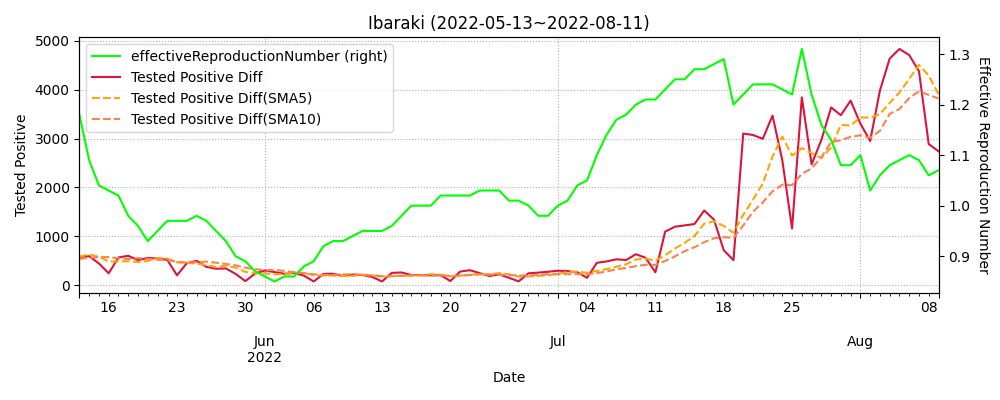 Ibaraki (2022-05-13~2022-08-11)
effectiveReproductionNumber (right)
Tested Positive Diff
Tested Positive Diff(SMA5)
Tested Positive Diff(SMA10)
Tested Positive
5000
4000
3000
2000
1000
0
Effective Reproduction Number
1.3
1.2
1.1
1.0
0.9
16 23 30 06 13 20 27 04 11 18 25 08
Jun Jul Aug
2022
Date